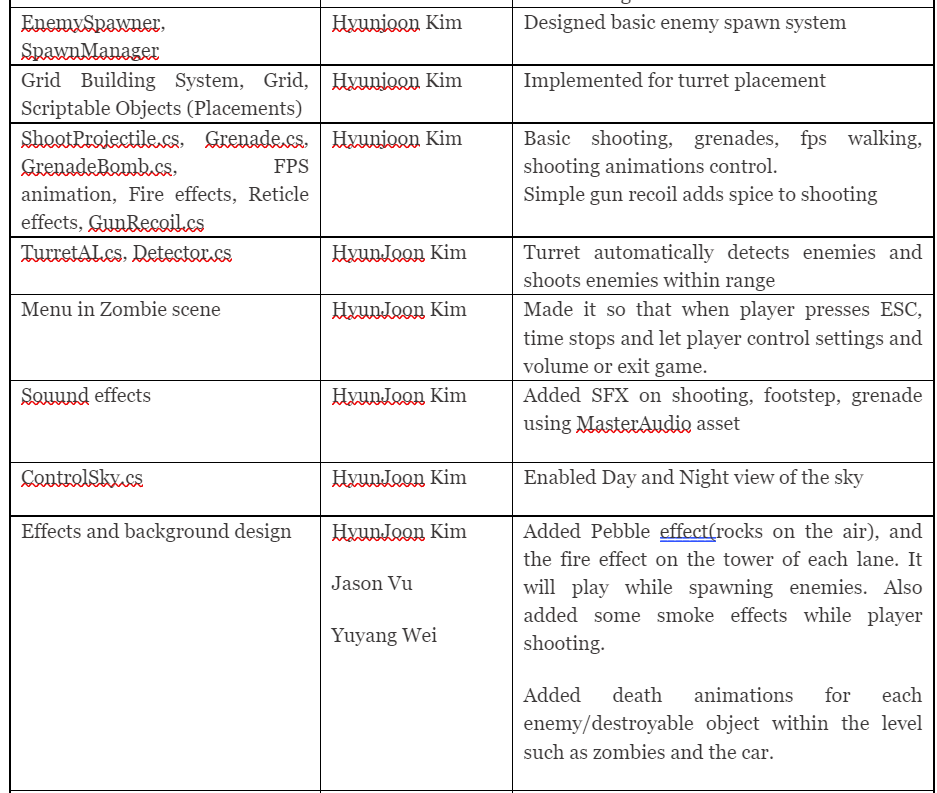 EnemySpawner, Hyunjoon Kim Designed basic enemy spawn system
SpawnManager
Grid Building System, Grid, Hyunjoon Kim Implemented for turret placement
Scriptable Objects (Placements)
ShootProjectile.cs, Grenade.cs, Hyunjoon Kim Basic shooting, grenades, fps walking,
GrenadeBomb.cs, FPS shooting animations control.
animation, Fire effects, Reticle Simple gun recoil adds spice to shooting
effects, GunRecoil.cs
TurretAI.cs, Detector.cs HyunJoon Kim Turret automatically detects enemies and
shoots enemies within range
Menu in Zombie scene HyunJoon Kim Made it so that when player presses ESC,
time stops and let player control settings and
volume or exit game.
Souund effects HyunJoon Kim Added SFX on shooting, footstep, grenade
using MasterAudio asset
ControlSky.cs HyunJoon Kim Enabled Day and Night view of the sky
Effects and background design HyunJoon Kim Added Pebble effect(rocks on the air), and
the fire effect on the tower of each lane. It
Jason Vu will play while spawning enemies. Also
added some smoke effects while player
Yuyang Wei shooting.
Added death animations for each
enemy/destroyable object within the level
such as zombies and the car.